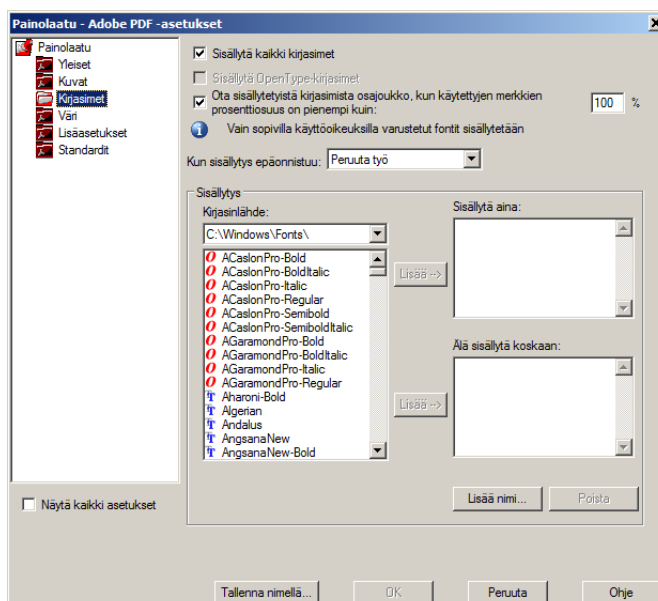 Painolaatu - Adobe PDF -asetukset
Painolaatu
Yleiset
Kuvat
Kirjasimet
Väri
Lisäasetukset
Standardit
Näytä kaikki asetukset
Sisällytä kaikki kirjasimet
Sisällytä OpenType-kirjasimet
Ota sisällytetyistä kirjasimista osajoukko, kun käytettyjen merkkien
prosenttiosuus on pienempi kuin:
100 %
Vain sopivilla käyttöoikeuksilla varustetut fontit sisällytetään
Kun sisällytys epäonnistuu: Peruuta työ
Sisällytys
Kirjasinlähde:
C:\Windows\Fonts\
ACaslonPro-Bold
ACaslonPro-BoldItalic
ACaslonPro-Italic
ACaslonPro-Regular
ACaslonPro-Semibold
ACaslonPro-SemiboldItalic
AGaramondPro-Bold
AGaramondPro-BoldItalic
AGaramondPro-Italic
AGaramondPro-Regular
Aharoni-Bold
Algerian
Andalus
AngsanaNew
AngsanaNew-Bold
Lisää -->
Lisää -->
Sisällytä aina:
Älä sisällytä koskaan:
Lisää nimi...
Poista
Tallenna nimellä...
OK
Peruuta
Ohje